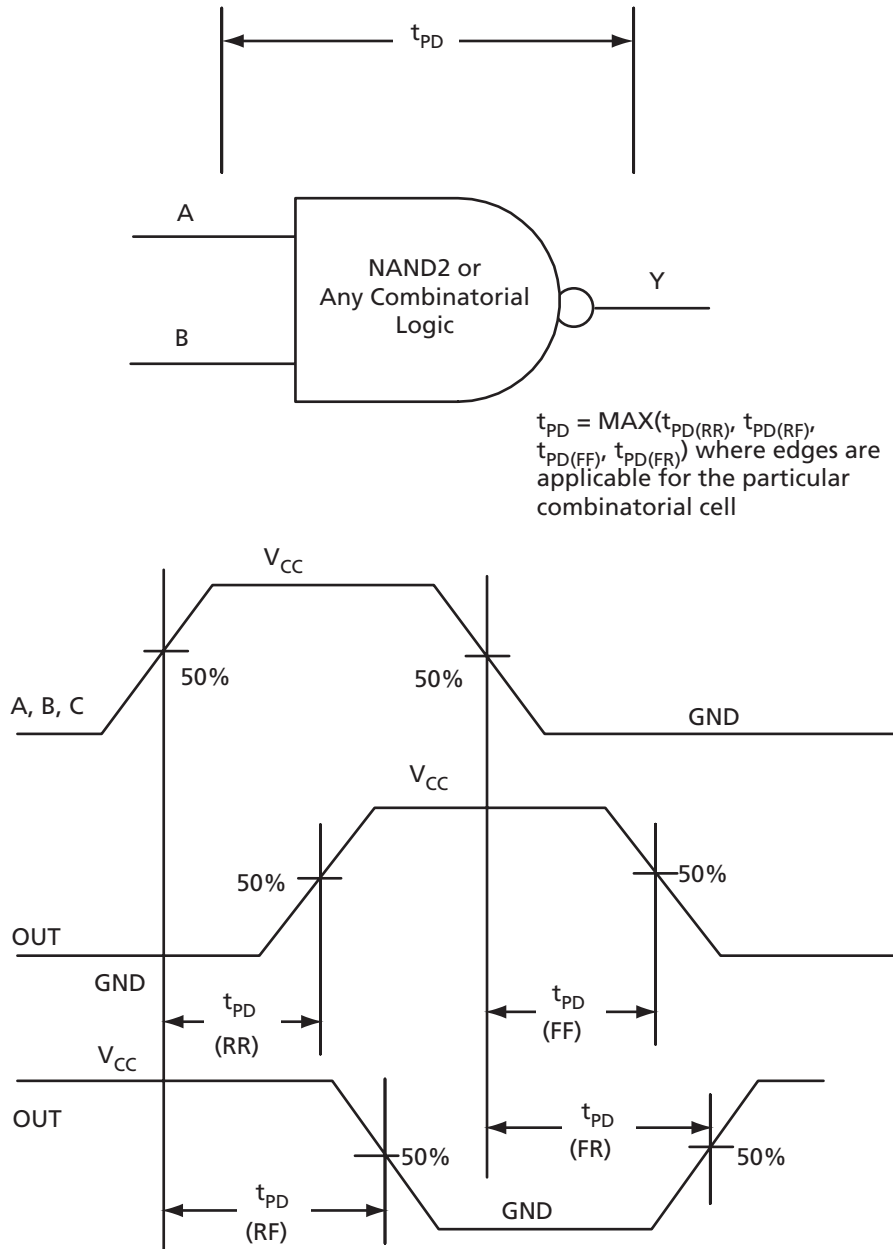 tPD
A
NAND2 or
Any Combinatorial
Logic
Y
B
tPD = MAX(tPD(RR), tPD(RF),
tPD(FF), tPD(FR)) where edges are
applicable for the particular
combinatorial cell
VCC
50%
50%
A, B, C
GND
VCC
50%
50%
OUT
GND
tPD
(RR)
tPD
(FF)
VCC
OUT
tPD
(FR)
50%
50%
tPD
(RF)
GND